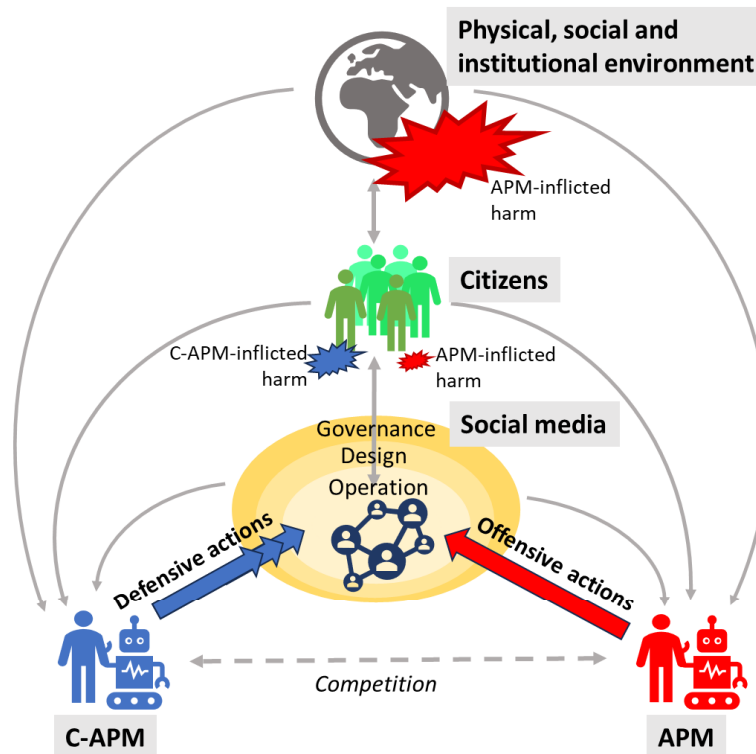 Physical, social and
institutional environment
APM-inflicted
harm
Citizens
C-APM-inflicted
harm
APM-inflicted
harm
Social media
Governance
Design
Operation
Defensive actions
Offensive actions
Competition
C-APM
APM